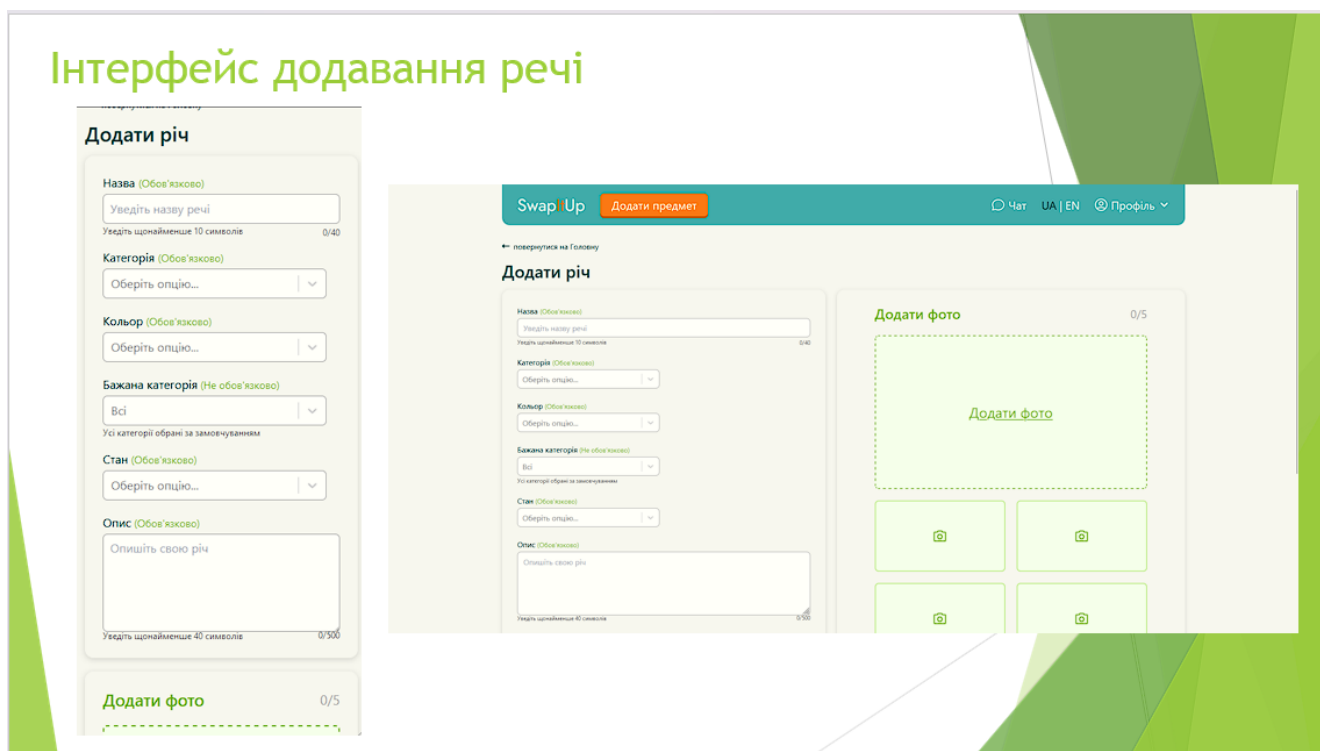 Інтерфейс додавання речі
Додати річ
Назва (Обов'язково)
Уведіть назву речі
Уведіть щонайменше 10 символів 0/40
Категорія (Обов'язково)
Оберіть опцію...
Кольор (Обов'язково)
Оберіть опцію...
Бажана категорія (Не обов'язково)
Всі
Усі категорії обрані за замовчуванням
Стан (Обов'язково)
Оберіть опцію...
Опис (Обов'язково)
Опишіть свою річ
Уведіть щонайменше 40 символів 0/500
Додати фото 0/5
SwapUp Додати предмет Чат UA | EN Профіль
повернутися на Головну
Додати річ
Назва (Обов'язково)
Уведіть назву речі
Уведіть щонайменше 10 символів 0/40
Категорія (Обов'язково)
Оберіть опцію...
Кольор (Обов'язково)
Оберіть опцію...
Бажана категорія (Не обов'язково)
Всі
Усі категорії обрані за замовчуванням
Стан (Обов'язково)
Оберіть опцію...
Опис (Обов'язково)
Опишіть свою річ
Уведіть щонайменше 40 символів 0/500
Додати фото 0/5
Додати фото